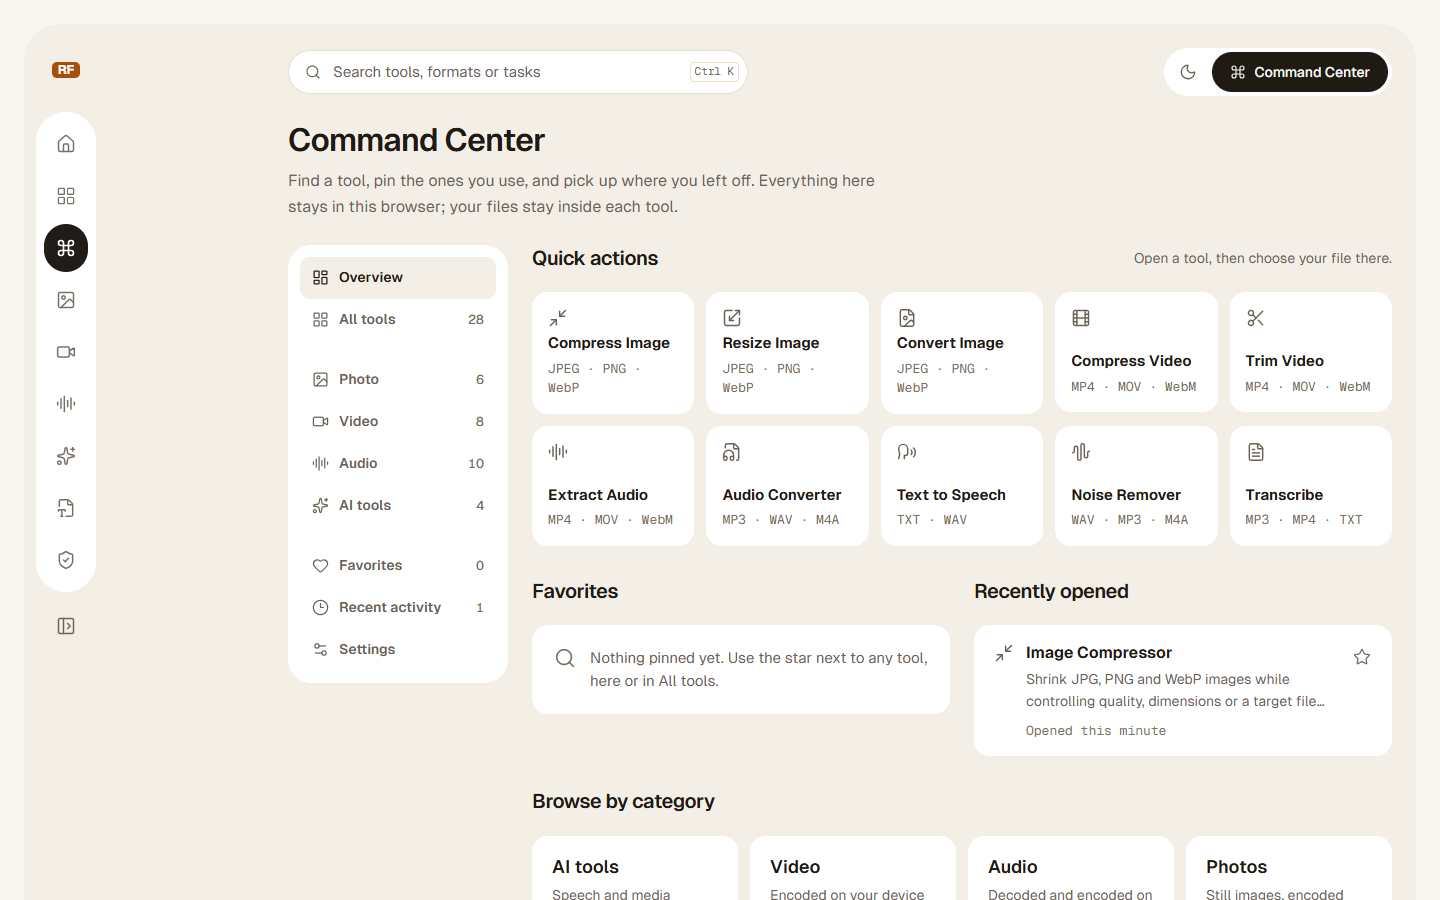 RF
Search tools, formats or tasks
Ctrl K
Command Center
Command Center
Find a tool, pin the ones you use, and pick up where you left off. Everything here
stays in this browser; your files stay inside each tool.
Overview
All tools 28
Photo 6
Video 8
Audio 10
AI tools 4
Favorites 0
Recent activity 1
Settings
Quick actions
Open a tool, then choose your file there.
Compress Image
JPEG · PNG ·
WebP
Resize Image
JPEG · PNG ·
WebP
Convert Image
JPEG · PNG ·
WebP
Compress Video
MP4 · MOV · WebM
Trim Video
MP4 · MOV · WebM
Extract Audio
MP4 · MOV · WebM
Audio Converter
MP3 · WAV · M4A
Text to Speech
TXT · WAV
Noise Remover
WAV · MP3 · M4A
Transcribe
MP3 · MP4 · TXT
Favorites
Nothing pinned yet. Use the star next to any tool,
here or in All tools.
Recently opened
Image Compressor
Shrink JPG, PNG and WebP images while
controlling quality, dimensions or a target file…
Opened this minute
Browse by category
AI tools
Speech and media
Video
Encoded on your device
Audio
Decoded and encoded on
Photos
Still images, encoded